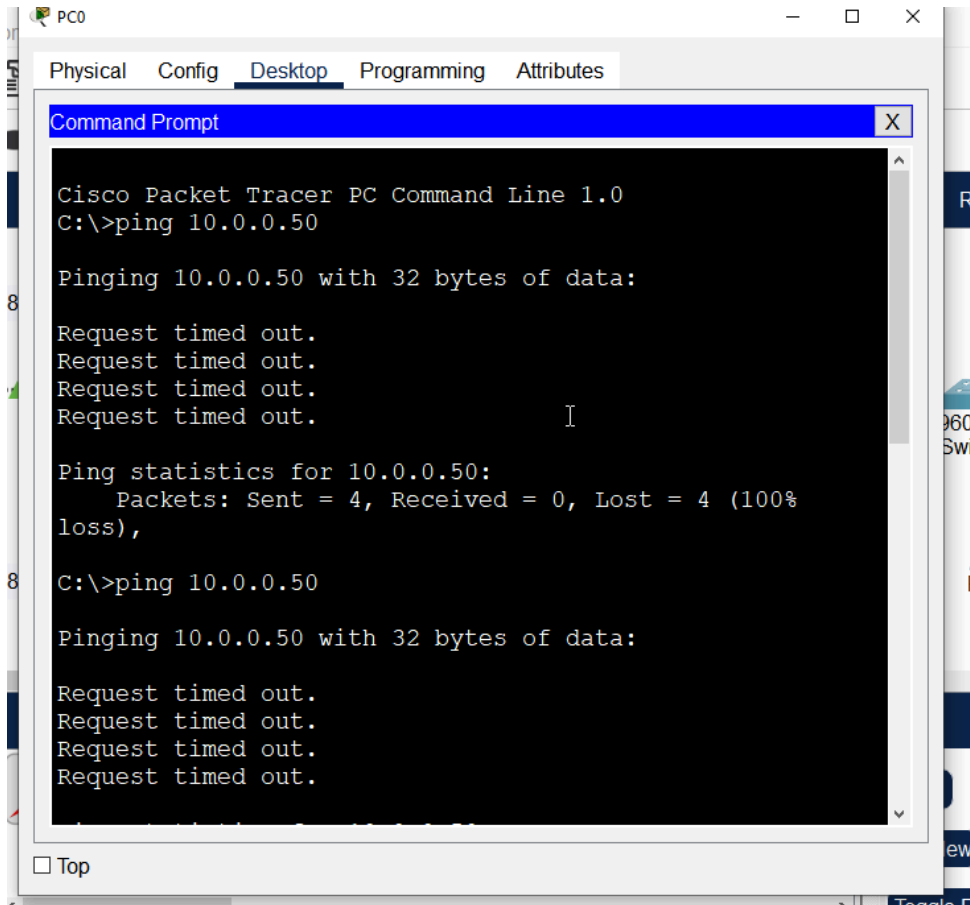 PC0
Physical Config Desktop Programming Attributes
Command Prompt
X
Cisco Packet Tracer PC Command Line 1.0
C:\>ping 10.0.0.50
Pinging 10.0.0.50 with 32 bytes of data:
Request timed out.
Request timed out.
Request timed out.
Request timed out.
Ping statistics for 10.0.0.50:
Packets: Sent = 4, Received = 0, Lost = 4 (100%
loss),
C:\>ping 10.0.0.50
Pinging 10.0.0.50 with 32 bytes of data:
Request timed out.
Request timed out.
Request timed out.
Request timed out.
Top